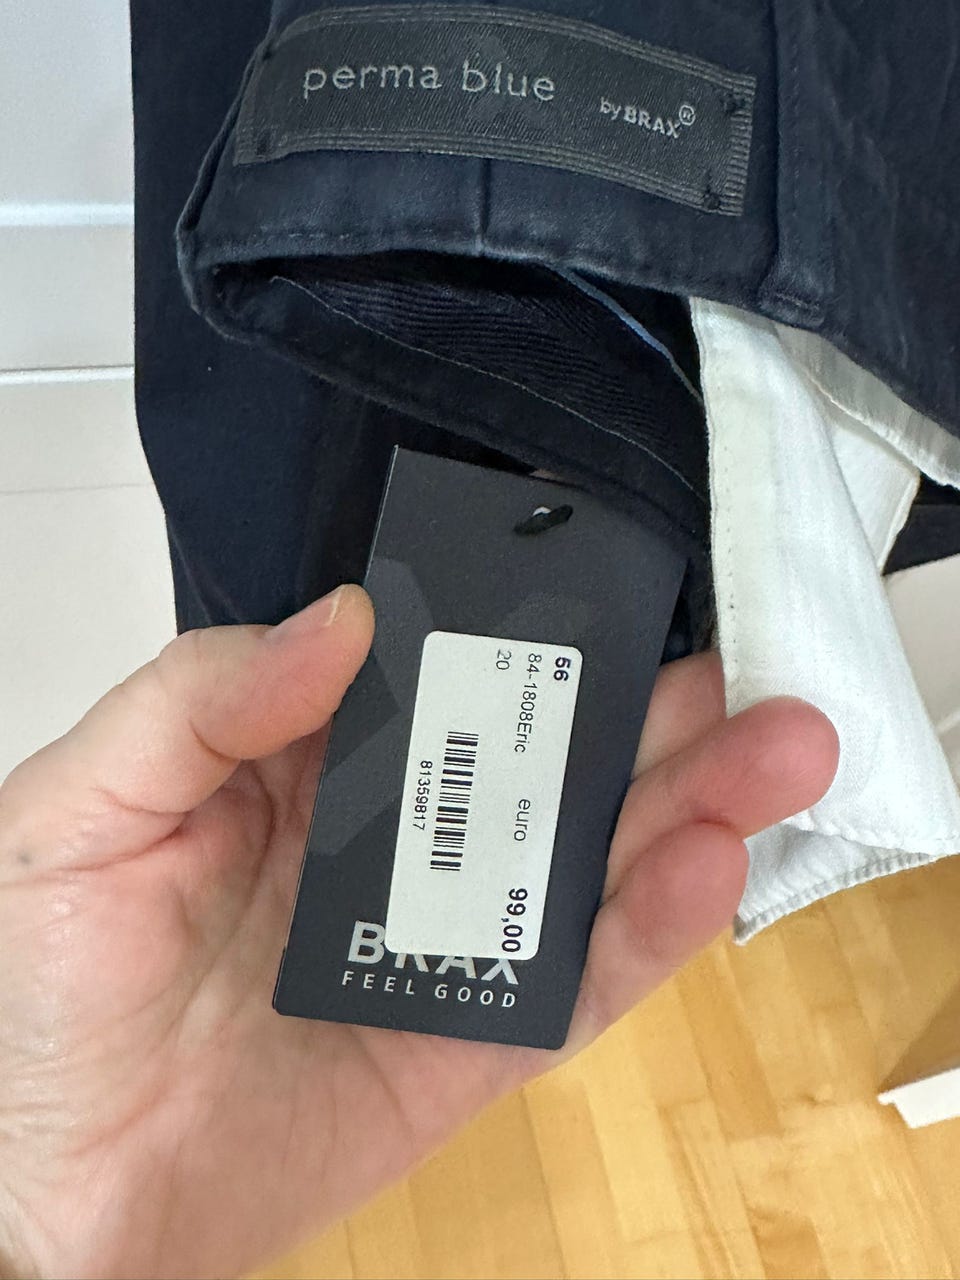 perma blue by BRAX®
56
84-1808Eric euro 99,00
20
81359817
BRAX
FEEL GOOD